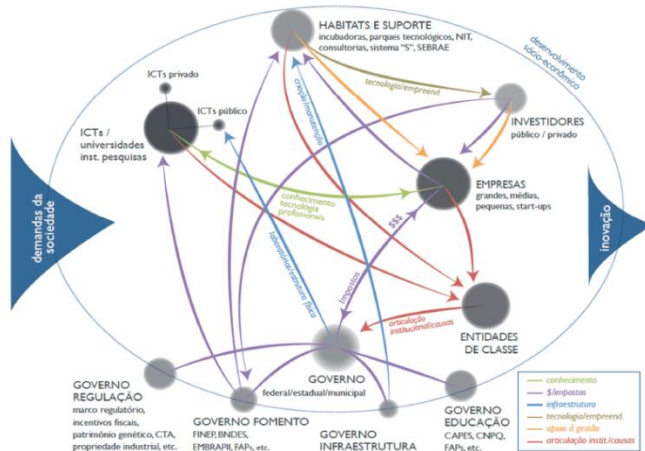 HABITATS E SUPORTE
incubadoras, parques tecnológicos, NIT,
consultorias, sistema "S", SEBRAE
desenvolvimento
sócio-econômico
ICTs privado
ICTs público
ICTs /
universidades
inst. pesquisas
tecnologia/empreend.
criação/manutenção
INVESTIDORES
público / privado
EMPRESAS
grandes, médias,
pequenas, start-ups
conhecimento
tecnologia
profissionais
demandas da
sociedade
inovação
$$$
Impostos
laboratórios/estrutura física
articulação
institucional/causas
ENTIDADES
DE CLASSE
GOVERNO
federal/estadual/municipal
GOVERNO
REGULAÇÃO
marco regulatório,
incentivos fiscais,
patrimônio genético, CTA,
propriedade industrial, etc.
GOVERNO FOMENTO
FINEP, BNDES,
EMBRAPII, FAPs, etc.
GOVERNO
INFRAESTRUTURA
GOVERNO
EDUCAÇÃO
CAPES, CNPQ,
FAPs, etc.
conhecimento
$/impostos
infraestrutura
tecnologia/empreend.
apoio à gestão
articulação instit./causas